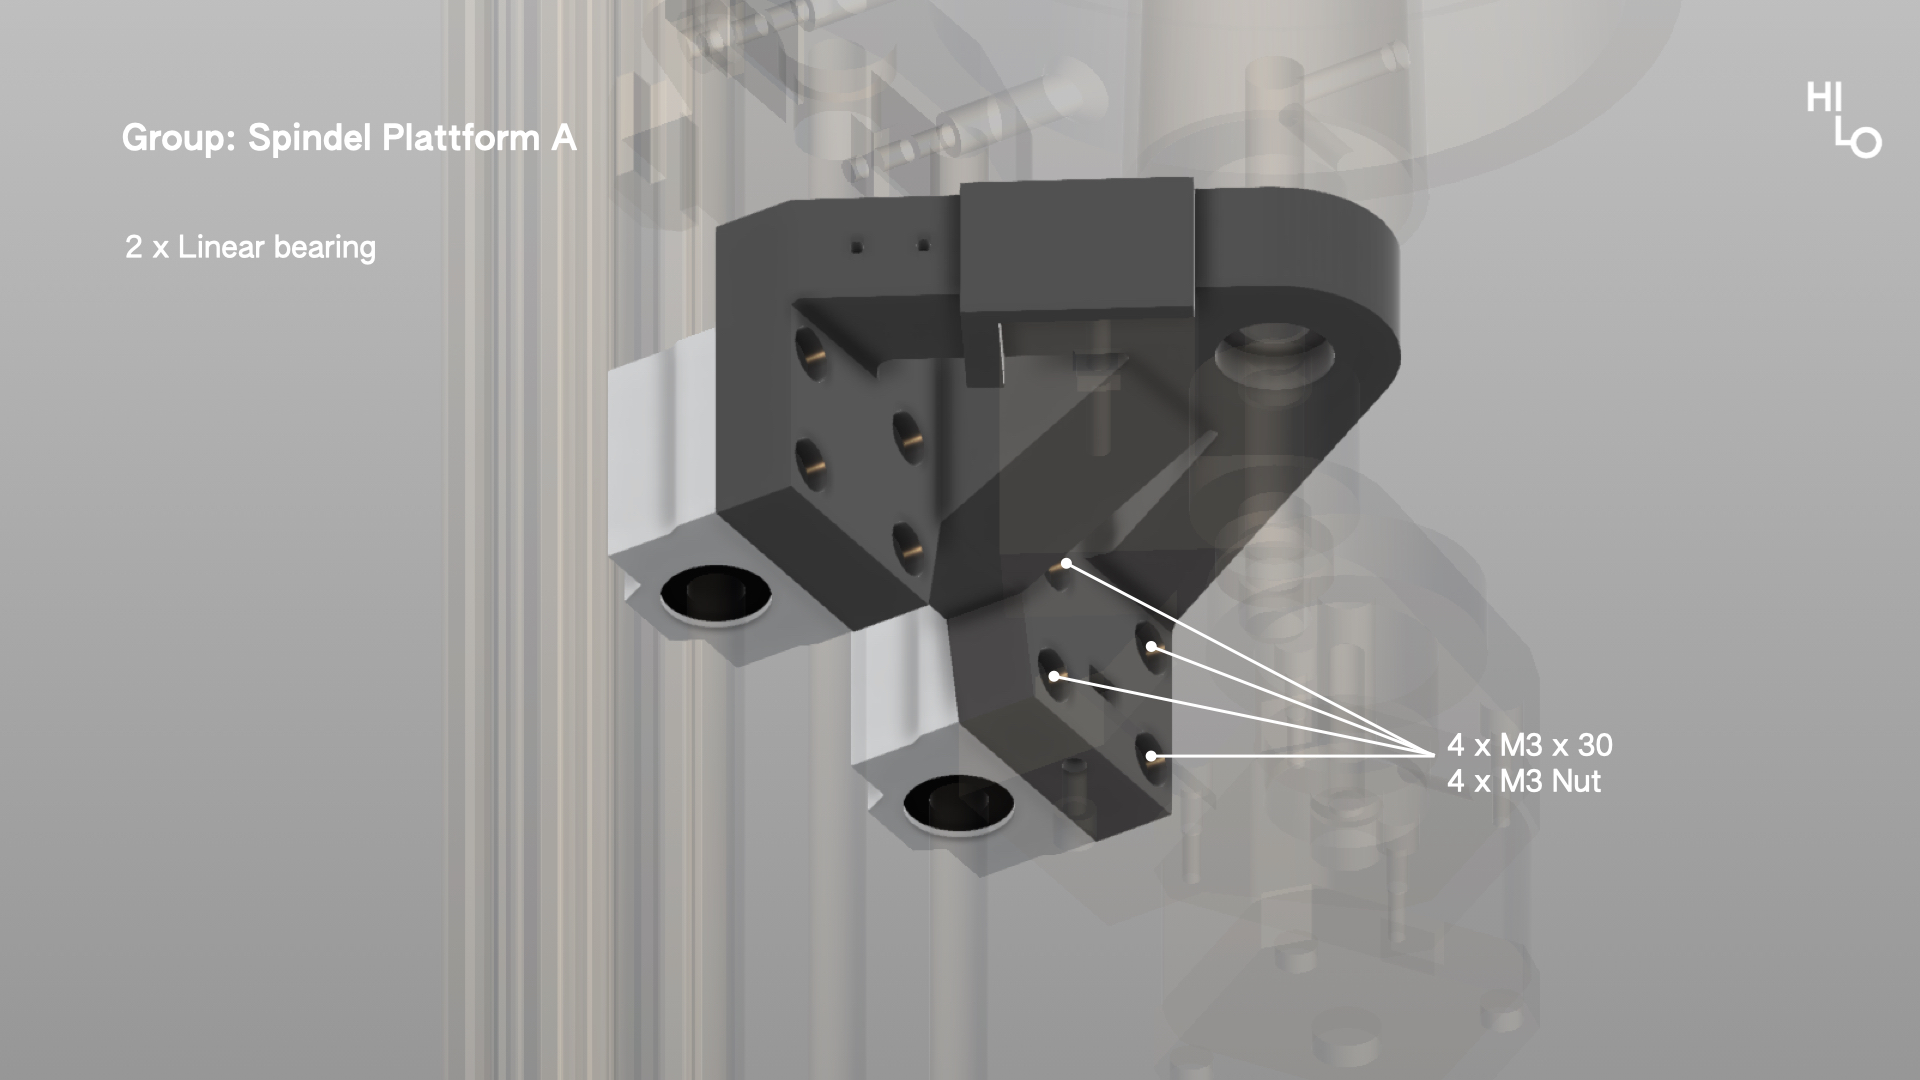 Group: Spindel Plattform A
HI
LO
2 x Linear bearing
4 x M3 x 30
4 x M3 Nut